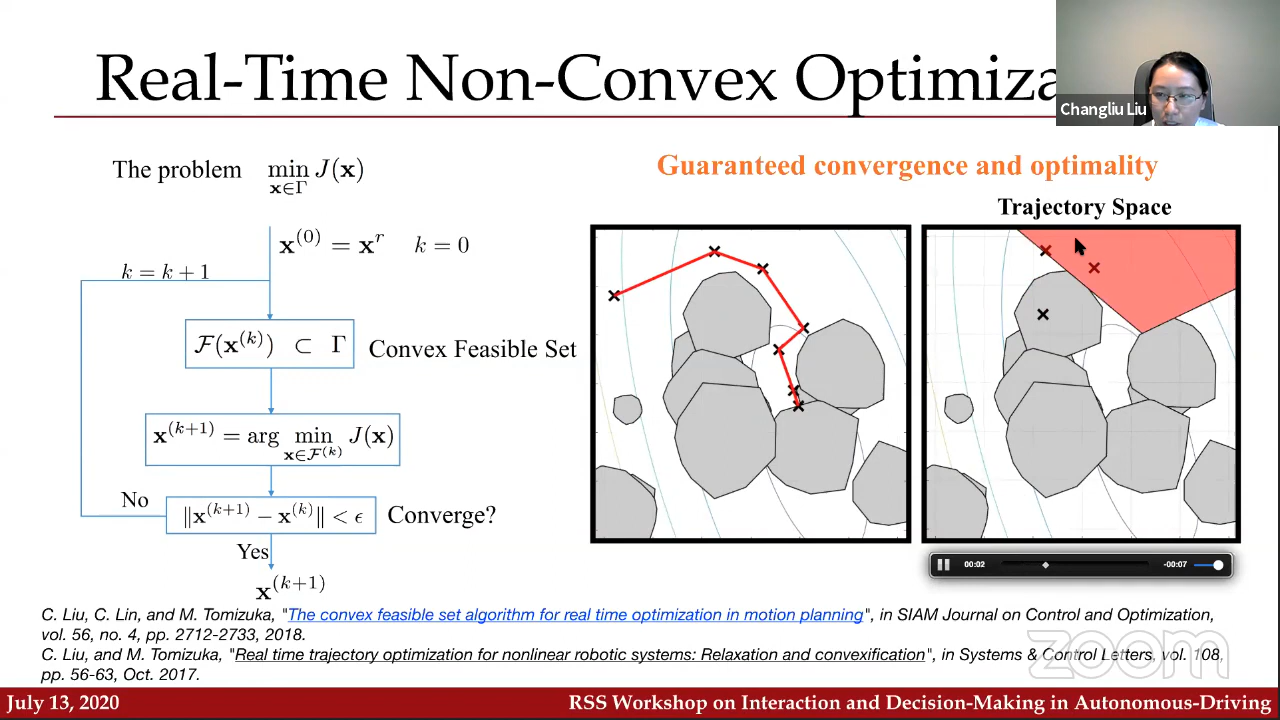 Real-Time Non-Convex Optimiza
Changliu Liu
The problem min J(x)
x∈Γ
x^(0) = x^r k = 0
k = k + 1
F(x^(k)) ⊂ Γ
Convex Feasible Set
x^(k+1) = arg min J(x)
x∈F^(k)
No
‖x^(k+1) − x^(k)‖ < ϵ
Converge?
Yes
x^(k+1)
Guaranteed convergence and optimality
Trajectory Space
00:02
-00:07
C. Liu, C. Lin, and M. Tomizuka, "The convex feasible set algorithm for real time optimization in motion planning", in SIAM Journal on Control and Optimization,
vol. 56, no. 4, pp. 2712-2733, 2018.
C. Liu, and M. Tomizuka, "Real time trajectory optimization for nonlinear robotic systems: Relaxation and convexification", in Systems & Control Letters, vol. 108,
pp. 56-63, Oct. 2017.
zoom
July 13, 2020
RSS Workshop on Interaction and Decision-Making in Autonomous-Driving